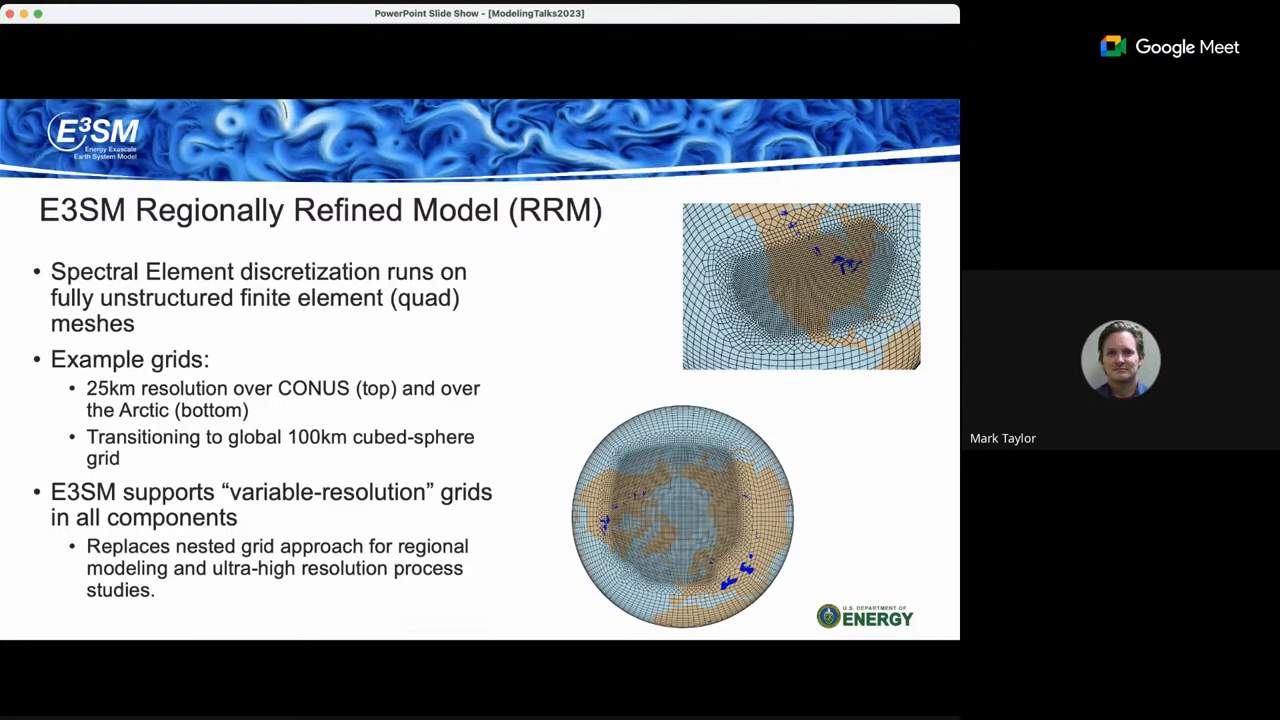 PowerPoint Slide Show - [ModelingTalks2023]
Google Meet
E³SM
Energy Exascale
Earth System Model
E3SM Regionally Refined Model (RRM)
• Spectral Element discretization runs on
fully unstructured finite element (quad)
meshes
• Example grids:
• 25km resolution over CONUS (top) and over
the Arctic (bottom)
• Transitioning to global 100km cubed-sphere
grid
• E3SM supports “variable-resolution” grids
in all components
• Replaces nested grid approach for regional
modeling and ultra-high resolution process
studies.
U.S. DEPARTMENT OF
ENERGY
Mark Taylor